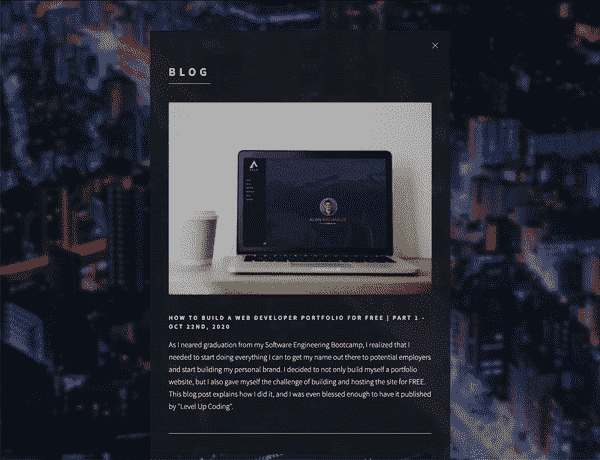 BLOG
ALAN
HOW TO BUILD A WEB DEVELOPER PORTFOLIO FOR FREE | PART 1 -
OCT 22ND, 2020
As I neared graduation from my Software Engineering Bootcamp, I realized that I
needed to start doing everything I can to get my name out there to potential employers
and start building my personal brand. I decided to not only build myself a portfolio
website, but I also gave myself the challenge of building and hosting the site for FREE.
This blog post explains how I did it, and I was even blessed enough to have it published
by "Level Up Coding".